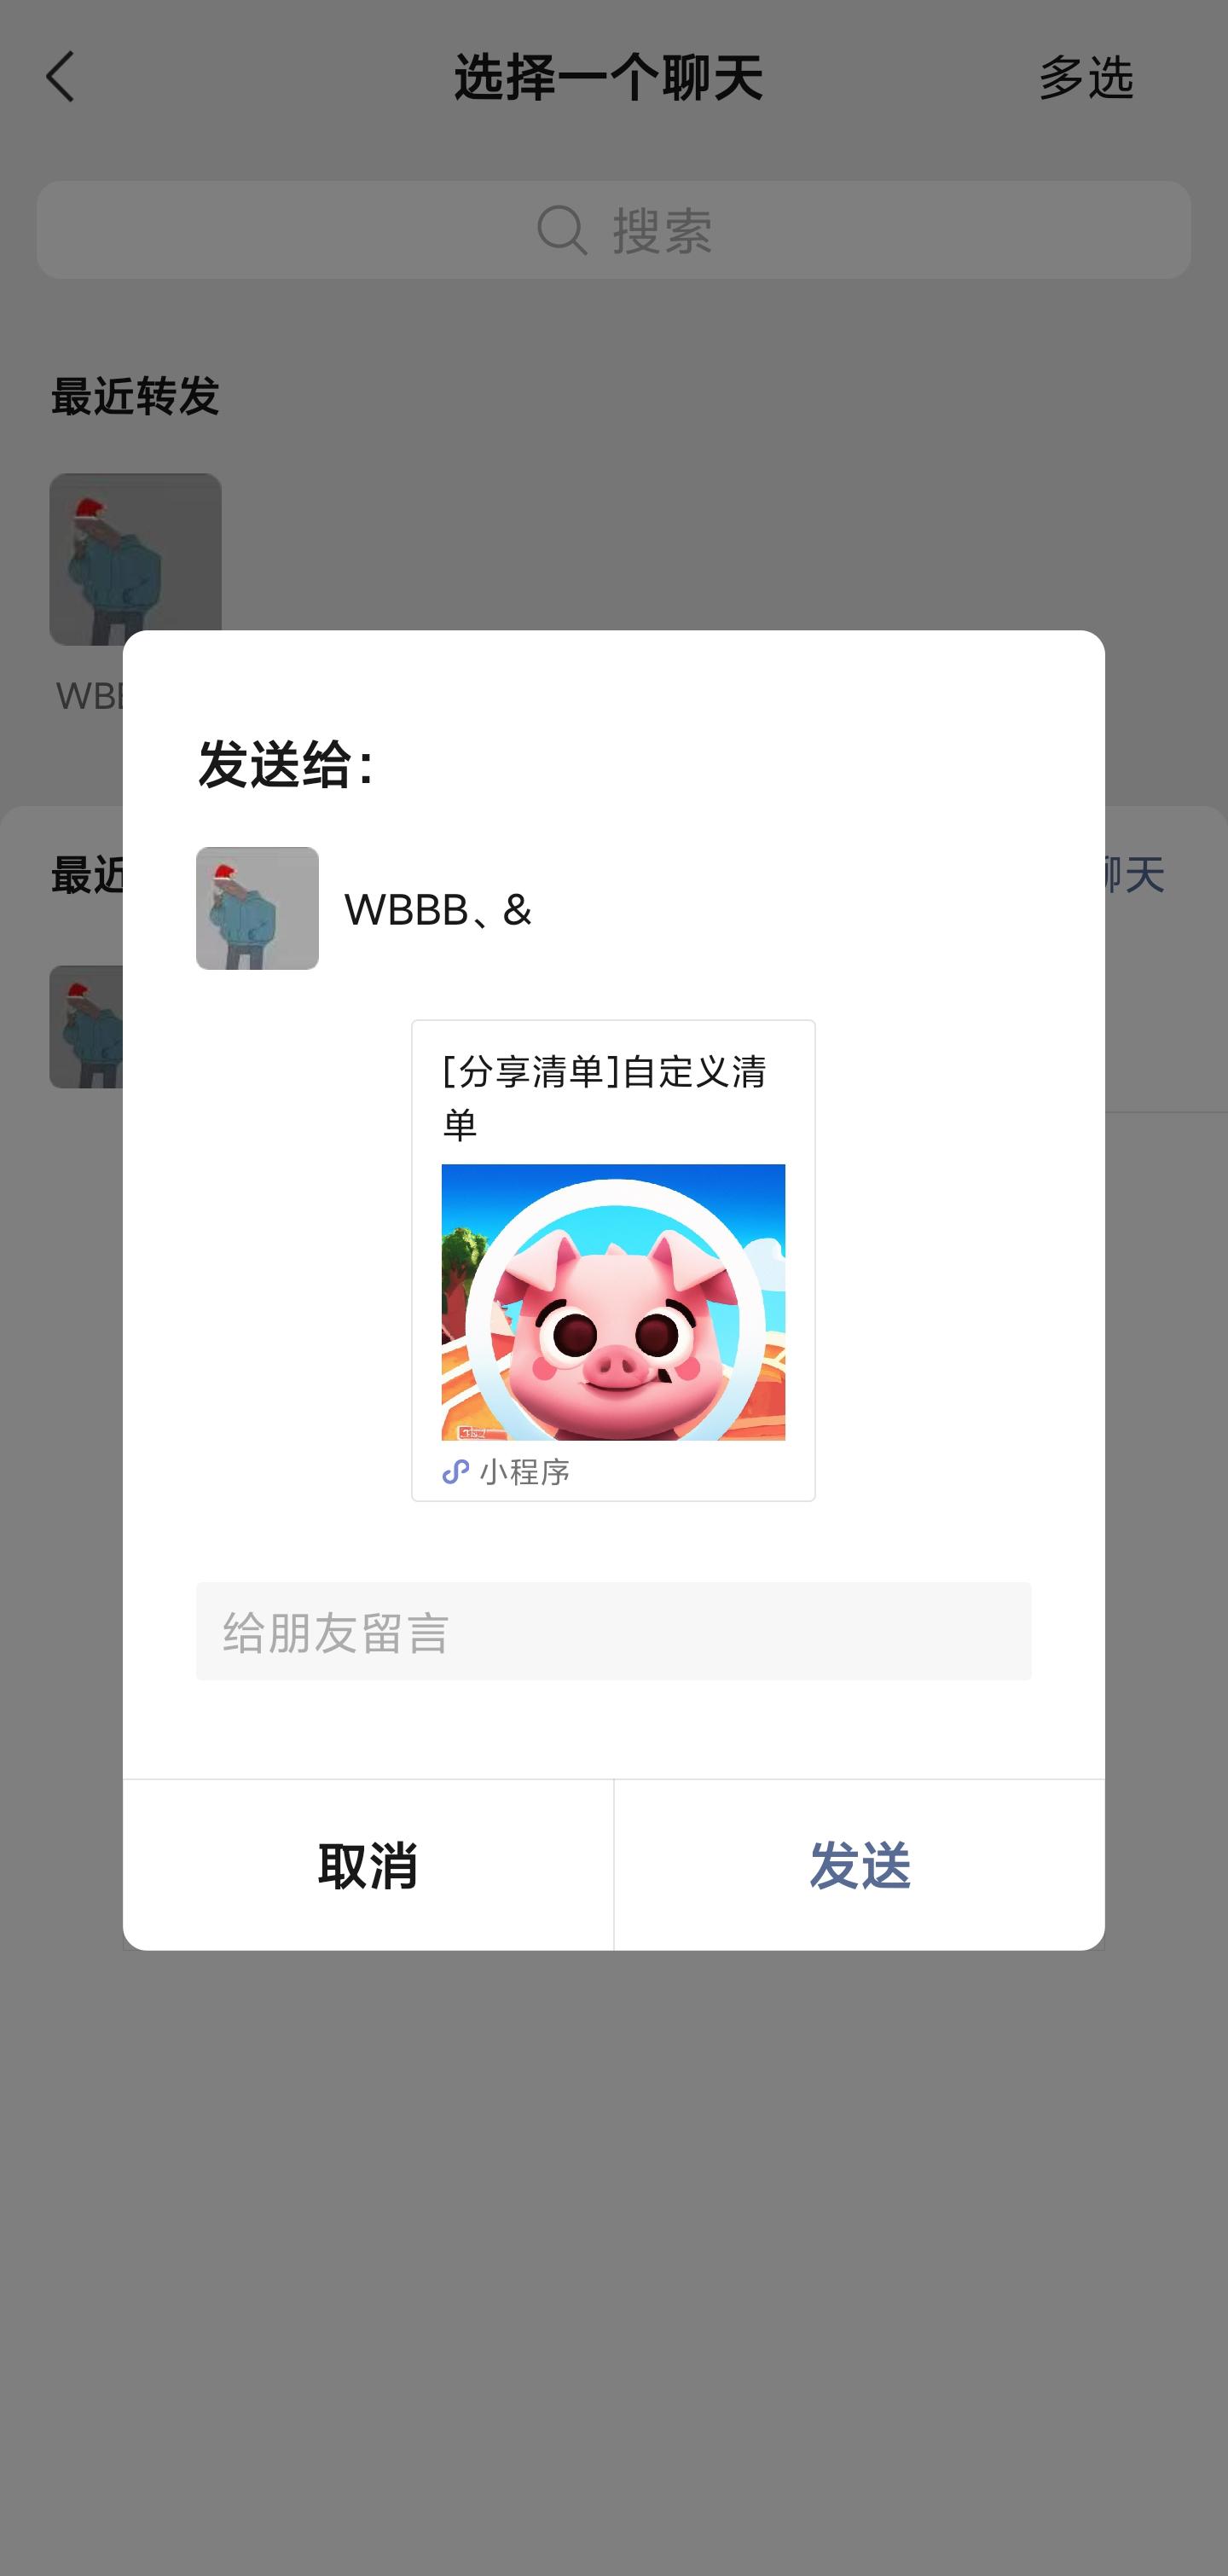 选择一个聊天
多选
搜索
最近转发
WBB
最近
聊天
发送给：
WBBB、&
[分享清单]自定义清
单
小程序
给朋友留言
取消
发送